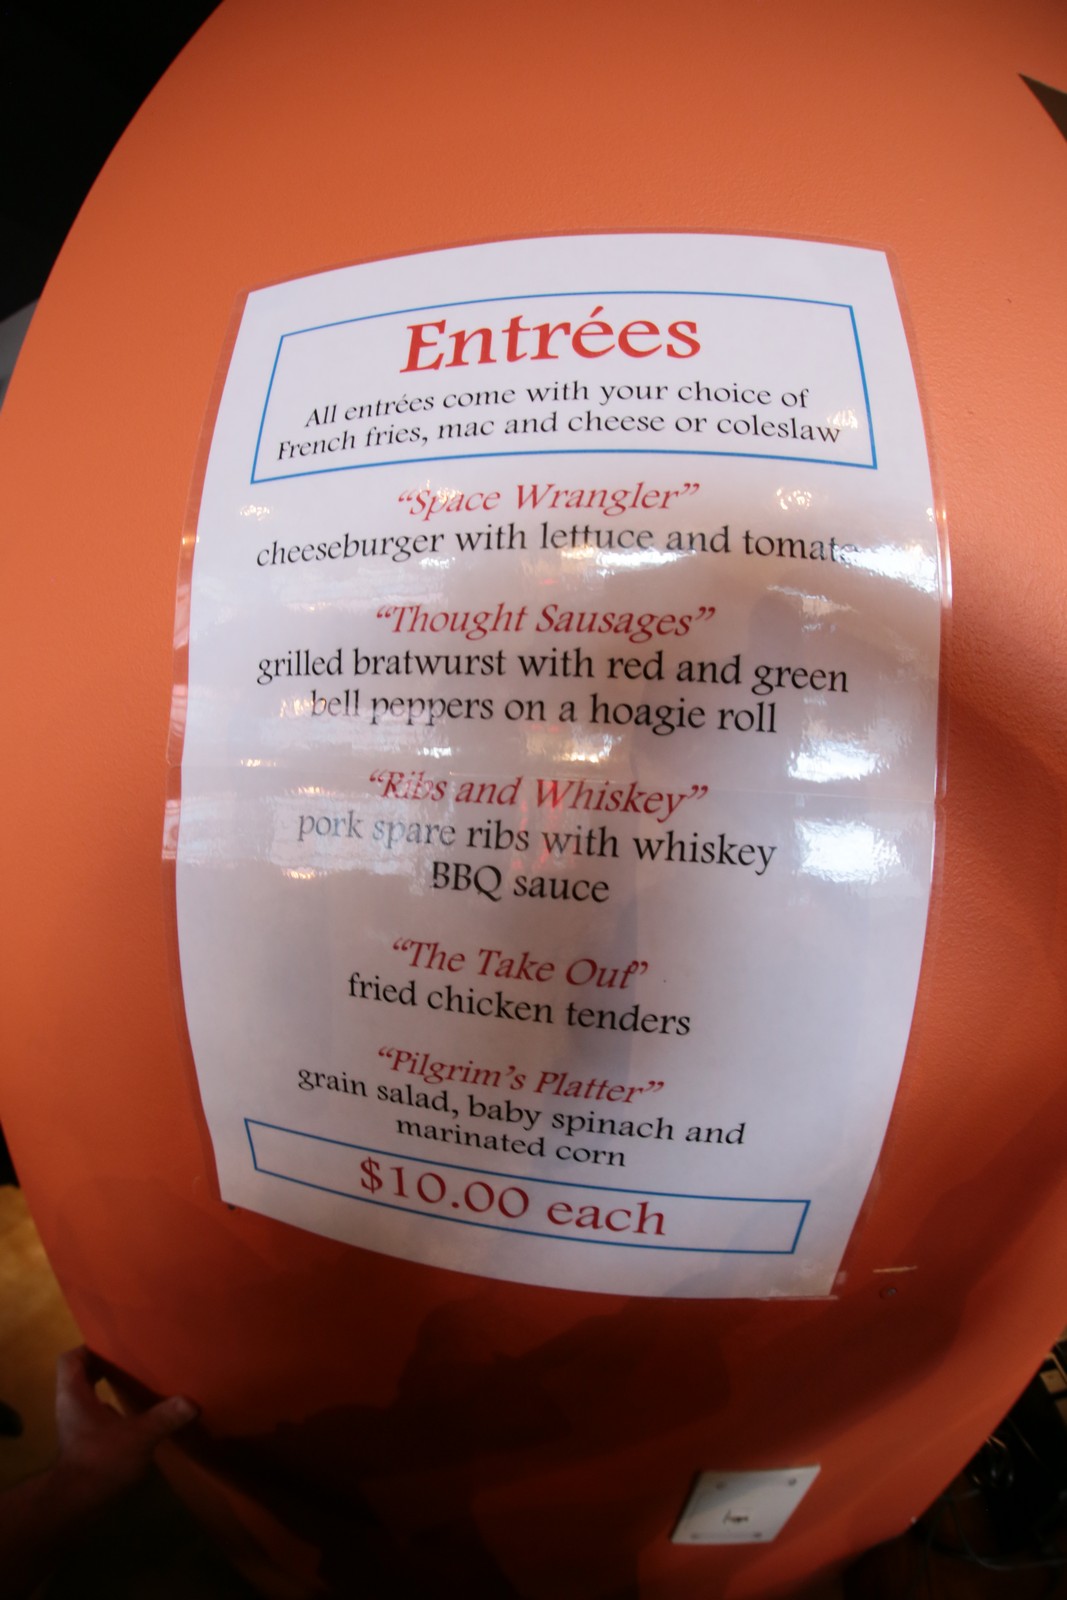 Entrées
All entrées come with your choice of
French fries, mac and cheese or coleslaw
“Space Wrangler”
cheeseburger with lettuce and tomato
“Thought Sausages”
grilled bratwurst with red and green
bell peppers on a hoagie roll
“Ribs and Whiskey”
pork spare ribs with whiskey
BBQ sauce
“The Take Out”
fried chicken tenders
“Pilgrim's Platter”
grain salad, baby spinach and
marinated corn
$10.00 each